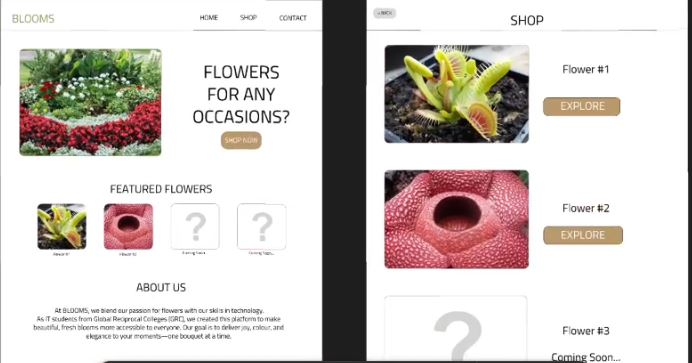 BLOOMS
HOME SHOP CONTACT
FLOWERS
FOR ANY
OCCASIONS?
SHOP NOW
FEATURED FLOWERS
Flower #1
Flower #2
Coming Soon...
Coming Soon...
ABOUT US
At BLOOMS, we blend our passion for flowers with our skills in technology.
As IT students from Global Reciprocal Colleges (GRC), we created this platform to make
beautiful, fresh blooms more accessible to everyone. Our goal is to deliver joy, colour, and
elegance to your moments—one bouquet at a time.
BACK
SHOP
Flower #1
EXPLORE
Flower #2
EXPLORE
Flower #3
Coming Soon...